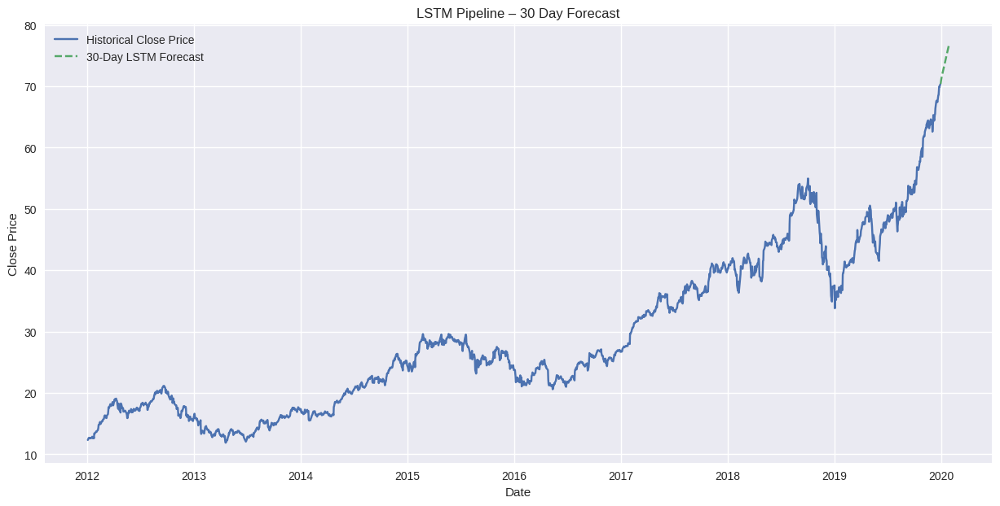 LSTM Pipeline – 30 Day Forecast
Historical Close Price
30-Day LSTM Forecast
Close Price
80
70
60
50
40
30
20
10
2012 2013 2014 2015 2016 2017 2018 2019 2020
Date